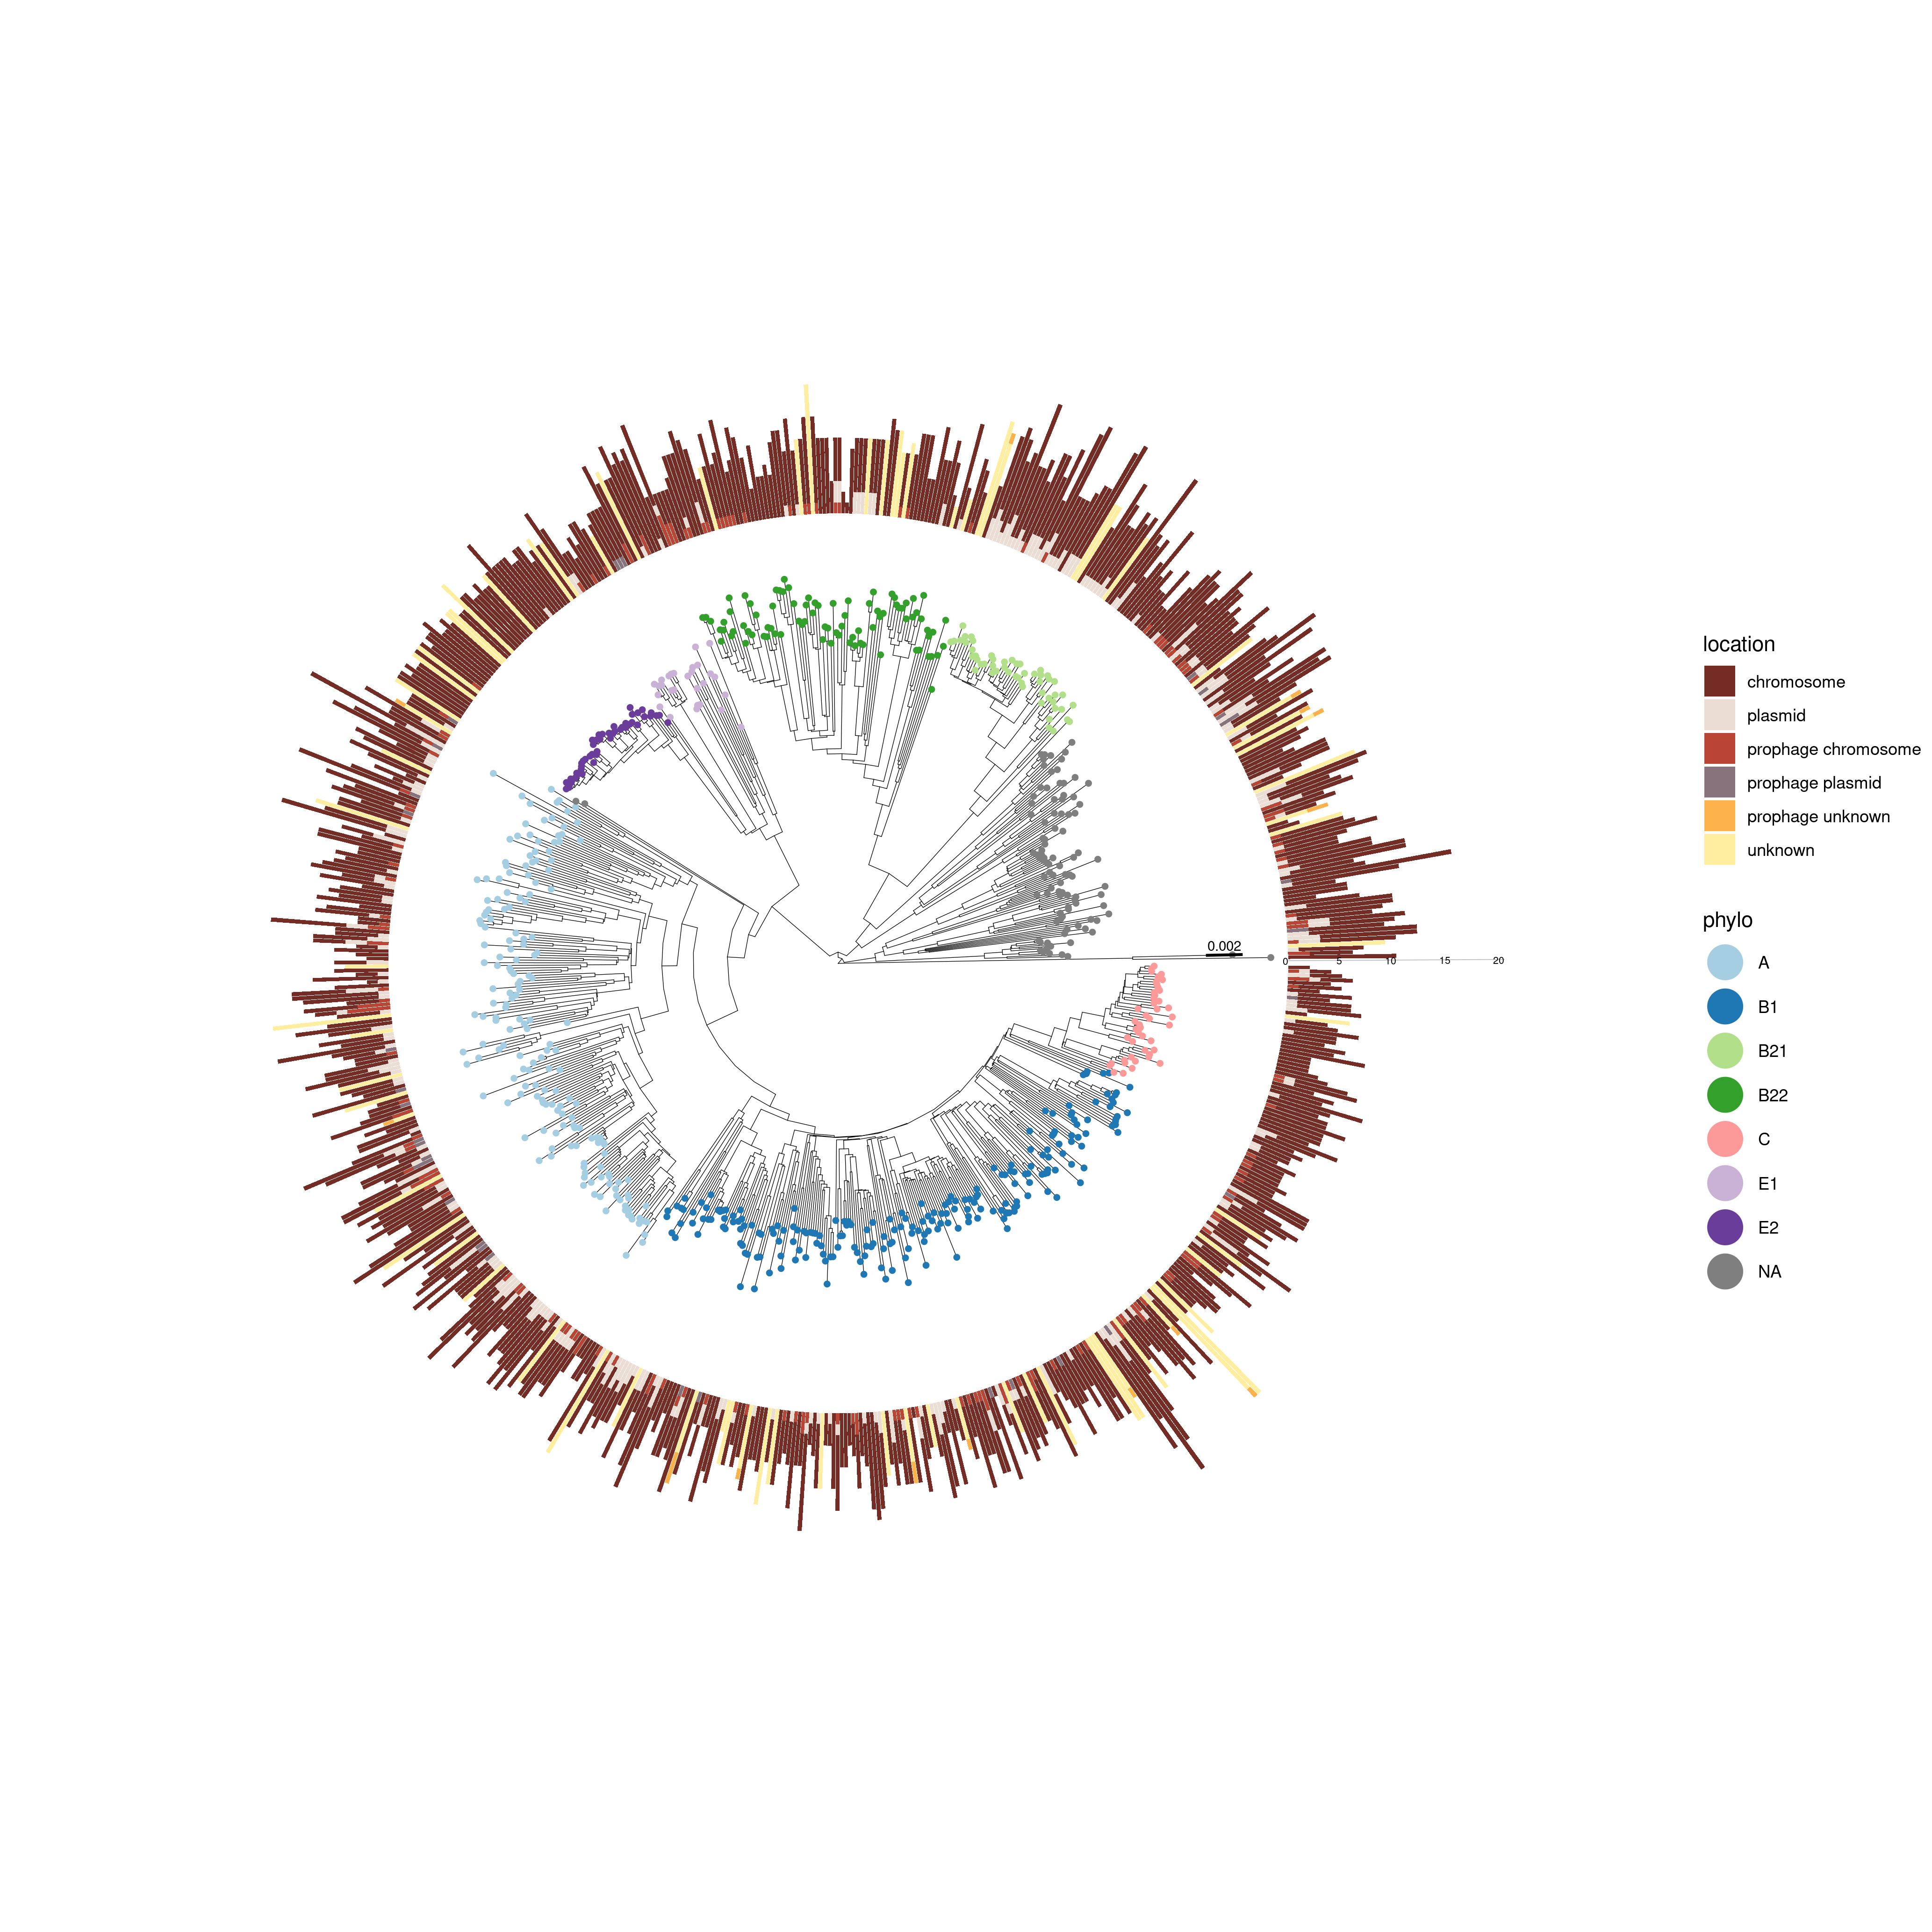 0.002
0 5 10 15 20
location
chromosome
plasmid
prophage chromosome
prophage plasmid
prophage unknown
unknown
phylo
A
B1
B21
B22
C
E1
E2
NA